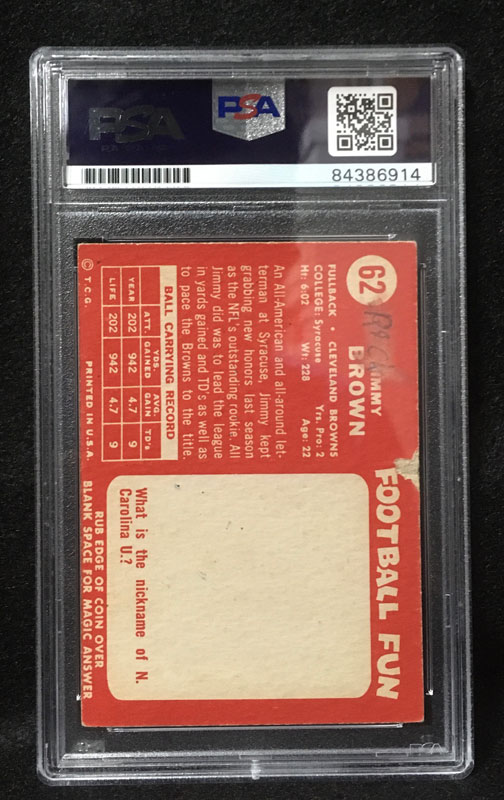 PSA
PSA
84386914
62
JIMMY
BROWN
FULLBACK • CLEVELAND BROWNS
COLLEGE: Syracuse Yrs. Pro: 2
Ht: 6:02 Wt: 228 Age: 22
An All-American and all-around let-
terman at Syracuse, Jimmy kept
grabbing new honors last season
as the NFL's outstanding rookie. All
Jimmy did was to lead the league
in yards gained and TD's as well as
to pace the Browns to the title.
BALL CARRYING RECORD
YEAR ATT. YDS. GAINED AVG. GAIN TD's
YEAR 202 942 4.7 9
LIFE 202 942 4.7 9
© T.C.G. PRINTED IN U.S.A.
FOOTBALL FUN
What is the nickname of N.
Carolina U.?
RUB EDGE OF COIN OVER
BLANK SPACE FOR MAGIC ANSWER
PSA